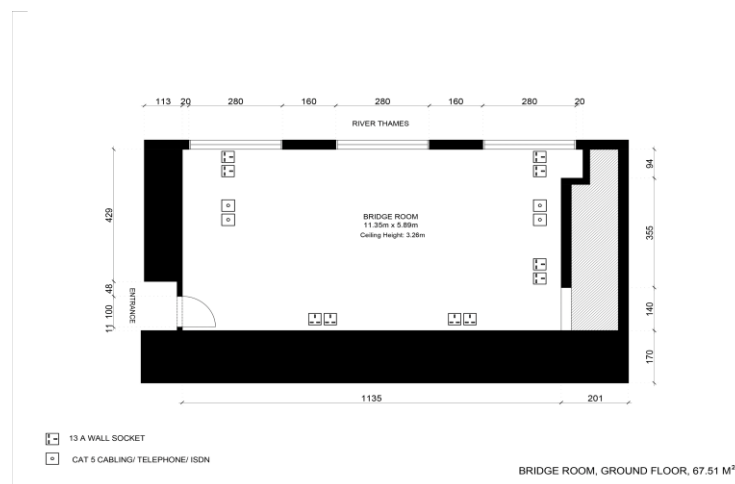 113 20 280 160 280 160 280 20
RIVER THAMES
94
429
BRIDGE ROOM
11.35m x 5.89m
Ceiling Height: 3.26m
355
48
ENTRANCE
100
140
11
170
1135 201
13 A WALL SOCKET
CAT 5 CABLING/ TELEPHONE/ ISDN
BRIDGE ROOM, GROUND FLOOR, 67.51 M²